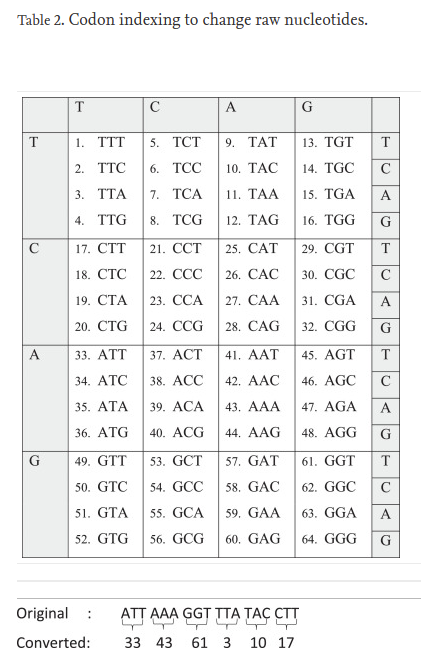 Table 2. Codon indexing to change raw nucleotides.
T C A G
T 1. TTT 5. TCT 9. TAT 13. TGT T
2. TTC 6. TCC 10. TAC 14. TGC C
3. TTA 7. TCA 11. TAA 15. TGA A
4. TTG 8. TCG 12. TAG 16. TGG G
C 17. CTT 21. CCT 25. CAT 29. CGT T
18. CTC 22. CCC 26. CAC 30. CGC C
19. CTA 23. CCA 27. CAA 31. CGA A
20. CTG 24. CCG 28. CAG 32. CGG G
A 33. ATT 37. ACT 41. AAT 45. AGT T
34. ATC 38. ACC 42. AAC 46. AGC C
35. ATA 39. ACA 43. AAA 47. AGA A
36. ATG 40. ACG 44. AAG 48. AGG G
G 49. GTT 53. GCT 57. GAT 61. GGT T
50. GTC 54. GCC 58. GAC 62. GGC C
51. GTA 55. GCA 59. GAA 63. GGA A
52. GTG 56. GCG 60. GAG 64. GGG G
Original : ATT AAA GGT TTA TAC CTT
Converted: 33 43 61 3 10 17